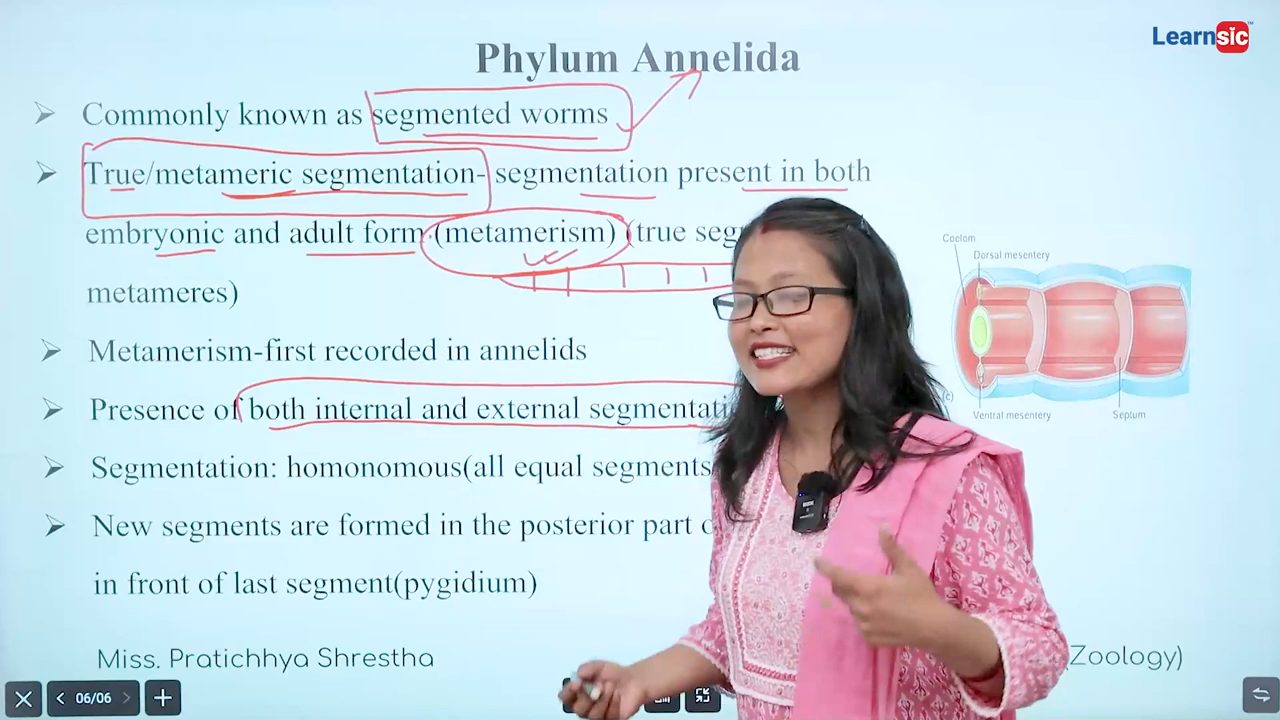 Learnsic
Phylum Annelida
Commonly known as segmented worms
True/metameric segmentation- segmentation present in both
embryonic and adult form (metamerism) (true seg
metameres)
Metamerism-first recorded in annelids
Presence of both internal and external segmentati
Segmentation: homonomous(all equal segments
New segments are formed in the posterior part
in front of last segment(pygidium)
Coelom
Dorsal mesentery
(c)
Ventral mesentery
Septum
Miss. Pratichhya Shrestha
(Zoology)
06/06